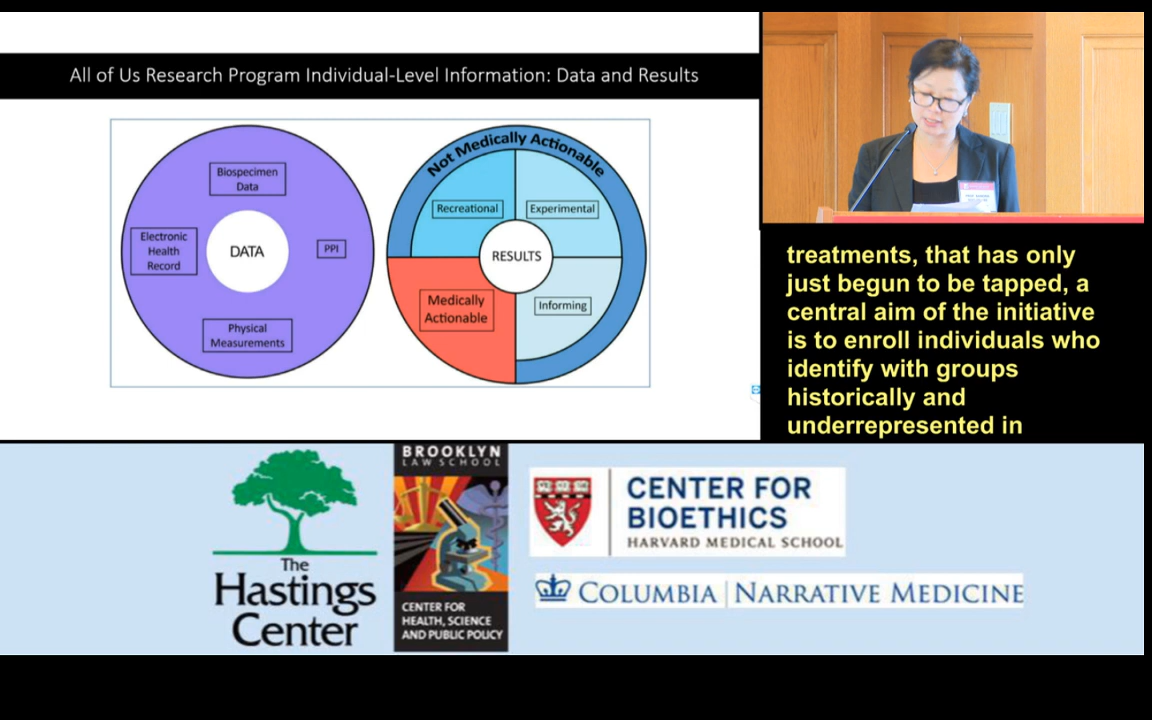 All of Us Research Program Individual-Level Information: Data and Results
Biospecimen
Data
Electronic
Health
Record
DATA
PPI
Physical
Measurements
Not Medically Actionable
Recreational
Experimental
RESULTS
Medically
Actionable
Informing
treatments, that has only
just begun to be tapped, a
central aim of the initiative
is to enroll individuals who
identify with groups
historically and
underrepresented in
The
Hastings
Center
BROOKLYN
LAW SCHOOL
CENTER FOR
HEALTH, SCIENCE
AND PUBLIC POLICY
CENTER FOR
BIOETHICS
HARVARD MEDICAL SCHOOL
COLUMBIA | NARRATIVE MEDICINE